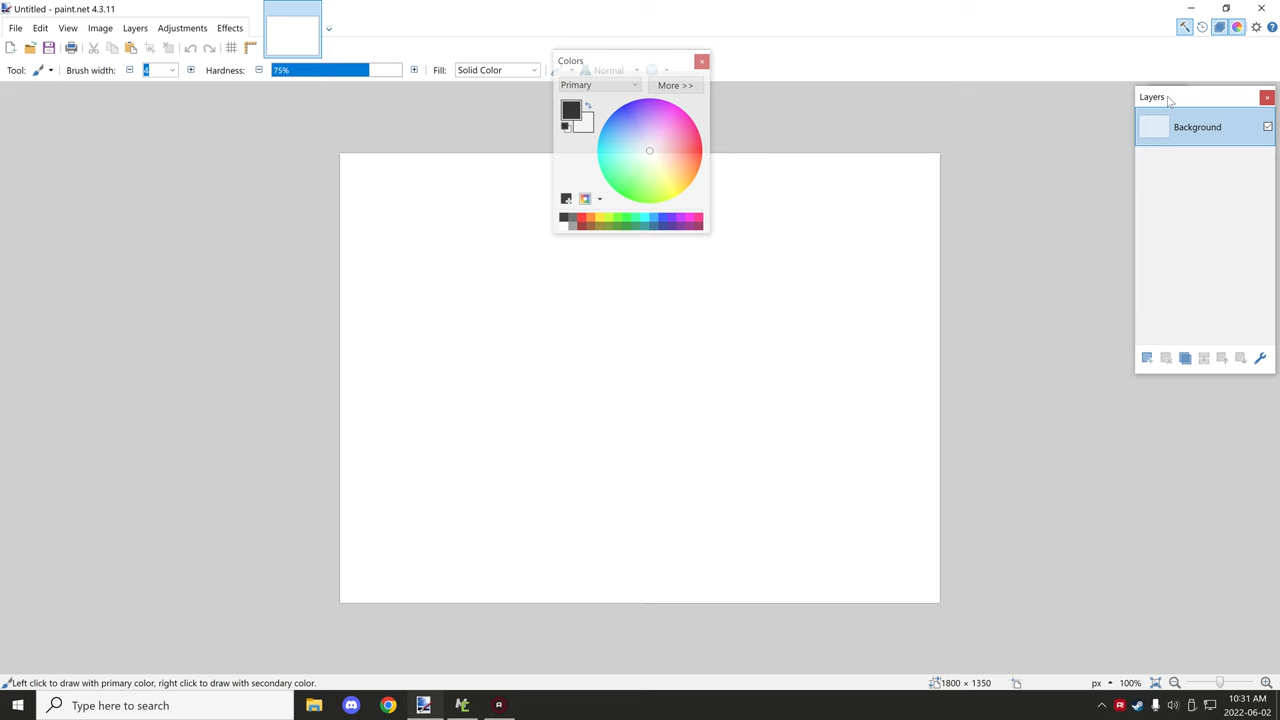 Untitled - paint.net 4.3.11
File Edit View Image Layers Adjustments Effects
Tool: Brush width: 4 Hardness: 75% Fill: Solid Color Normal
Colors
Primary More >>
Layers
Background
Left click to draw with primary color, right click to draw with secondary color.
1800 × 1350 px 100%
Type here to search
10:31 AM
2022-06-02